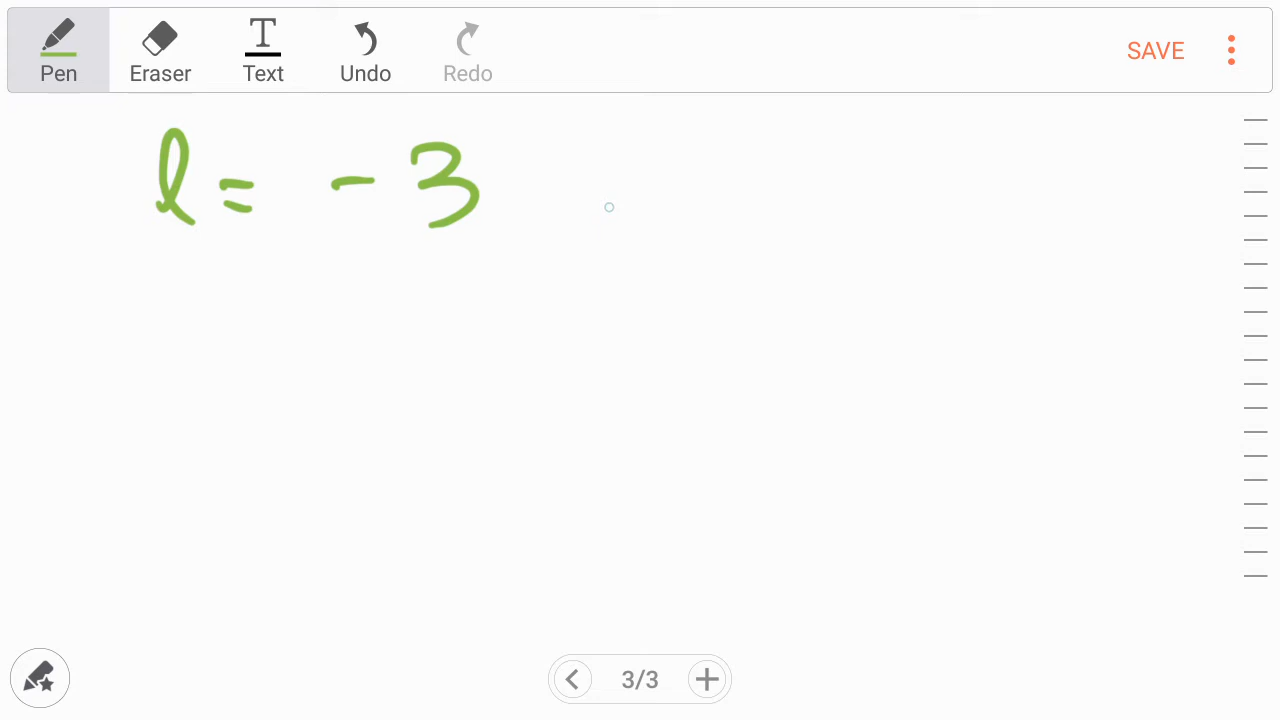 Pen Eraser Text Undo Redo SAVE
l = - 3
3/3